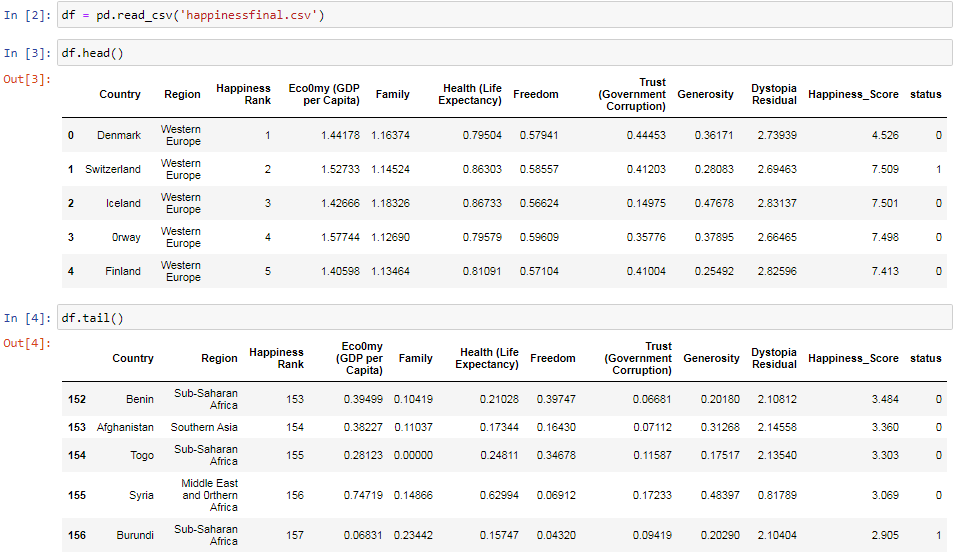 In [2]: df = pd.read_csv('happinessfinal.csv')
In [3]: df.head()
Out[3]:
Country Region Happiness Rank Eco0my (GDP per Capita) Family Health (Life Expectancy) Freedom Trust (Government Corruption) Generosity Dystopia Residual Happiness_Score status
0 Denmark Western Europe 1 1.44178 1.16374 0.79504 0.57941 0.44453 0.36171 2.73939 4.526 0
1 Switzerland Western Europe 2 1.52733 1.14524 0.86303 0.58557 0.41203 0.28083 2.69463 7.509 1
2 Iceland Western Europe 3 1.42666 1.18326 0.86733 0.56624 0.14975 0.47678 2.83137 7.501 0
3 0rway Western Europe 4 1.57744 1.12690 0.79579 0.59609 0.35776 0.37895 2.66465 7.498 0
4 Finland Western Europe 5 1.40598 1.13464 0.81091 0.57104 0.41004 0.25492 2.82596 7.413 0
In [4]: df.tail()
Out[4]:
Country Region Happiness Rank Eco0my (GDP per Capita) Family Health (Life Expectancy) Freedom Trust (Government Corruption) Generosity Dystopia Residual Happiness_Score status
152 Benin Sub-Saharan Africa 153 0.39499 0.10419 0.21028 0.39747 0.06681 0.20180 2.10812 3.484 0
153 Afghanistan Southern Asia 154 0.38227 0.11037 0.17344 0.16430 0.07112 0.31268 2.14558 3.360 0
154 Togo Sub-Saharan Africa 155 0.28123 0.00000 0.24811 0.34678 0.11587 0.17517 2.13540 3.303 0
155 Syria Middle East and 0rthern Africa 156 0.74719 0.14866 0.62994 0.06912 0.17233 0.48397 0.81789 3.069 0
156 Burundi Sub-Saharan Africa 157 0.06831 0.23442 0.15747 0.04320 0.09419 0.20290 2.10404 2.905 1